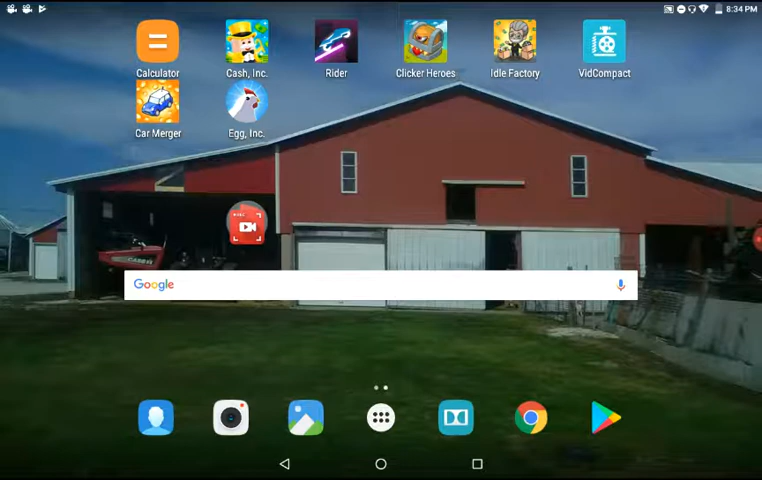 8:34 PM
Calculator
Cash, Inc.
Rider
Clicker Heroes
Idle Factory
VidCompact
Car Merger
Egg, Inc.
Google